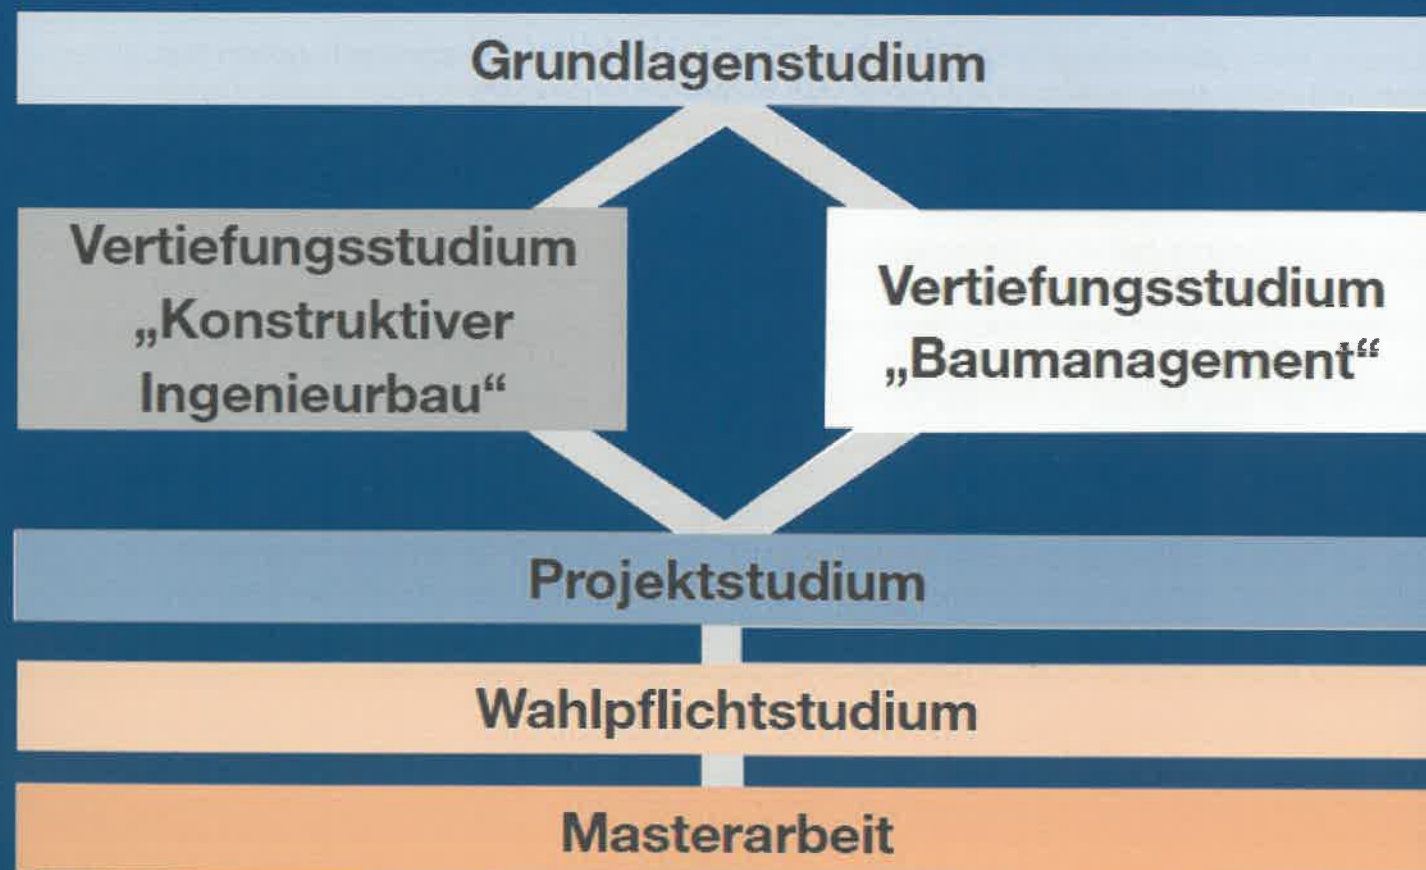 Grundlagenstudium
Vertiefungsstudium
„Konstruktiver
Ingenieurbau“
Vertiefungsstudium
„Baumanagement“
Projektstudium
Wahlpflichtstudium
Masterarbeit